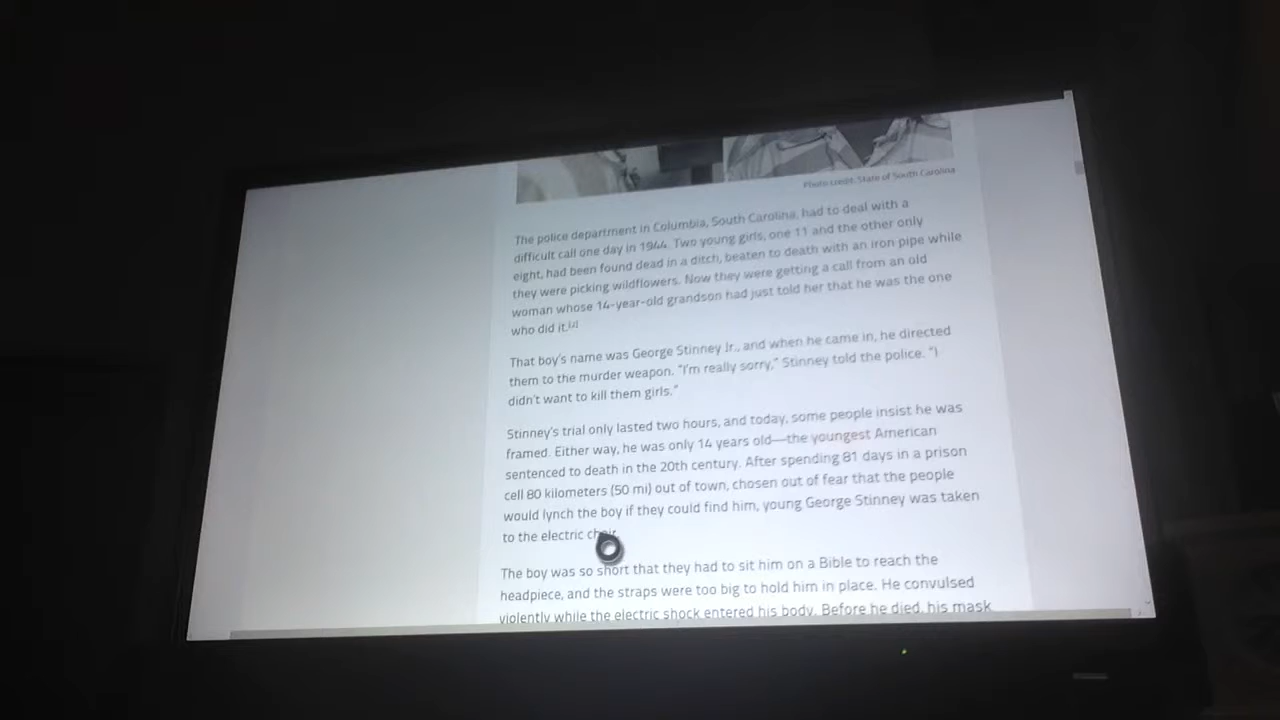 Photo credit: State of South Carolina
The police department in Columbia, South Carolina, had to deal with a
difficult call one day in 1944. Two young girls, one 11 and the other only
eight, had been found dead in a ditch, beaten to death with an iron pipe while
they were picking wildflowers. Now they were getting a call from an old
woman whose 14-year-old grandson had just told her that he was the one
who did it.[2]
That boy's name was George Stinney Jr., and when he came in, he directed
them to the murder weapon. "I'm really sorry," Stinney told the police. "I
didn't want to kill them girls."
Stinney's trial only lasted two hours, and today, some people insist he was
framed. Either way, he was only 14 years old—the youngest American
sentenced to death in the 20th century. After spending 81 days in a prison
cell 80 kilometers (50 mi) out of town, chosen out of fear that the people
would lynch the boy if they could find him, young George Stinney was taken
to the electric chair.
The boy was so short that they had to sit him on a Bible to reach the
headpiece, and the straps were too big to hold him in place. He convulsed
violently while the electric shock entered his body. Before he died, his mask